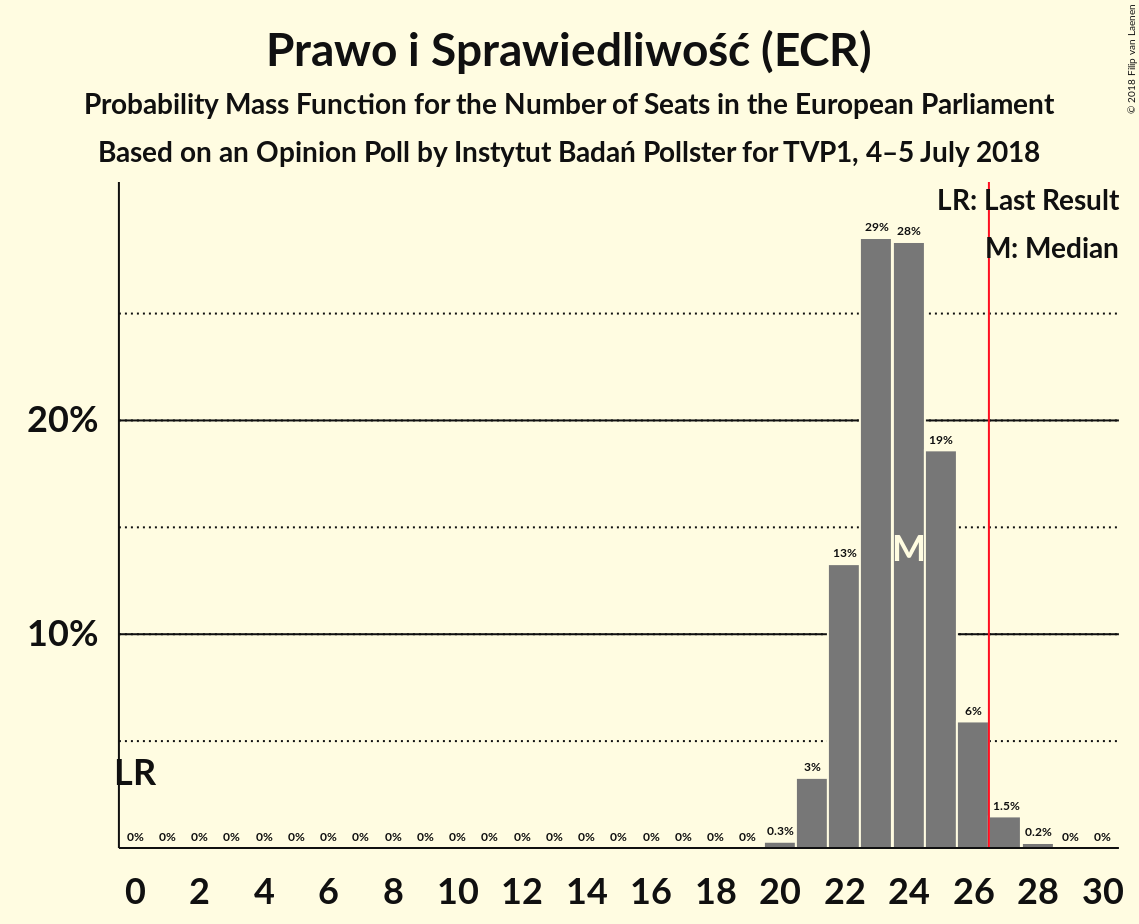 Prawo i Sprawiedliwość (ECR)
Probability Mass Function for the Number of Seats in the European Parliament
Based on an Opinion Poll by Instytut Badań Pollster for TVP1, 4–5 July 2018
© 2018 Filip van Laenen
LR: Last Result
M: Median
29% 28%
20%
19%
M
13%
10%
6%
LR
3%
1.5%
0% 0% 0% 0% 0% 0% 0% 0% 0% 0% 0% 0% 0% 0% 0% 0% 0% 0% 0% 0% 0.3% 0.2% 0% 0%
0 2 4 6 8 10 12 14 16 18 20 22 24 26 28 30